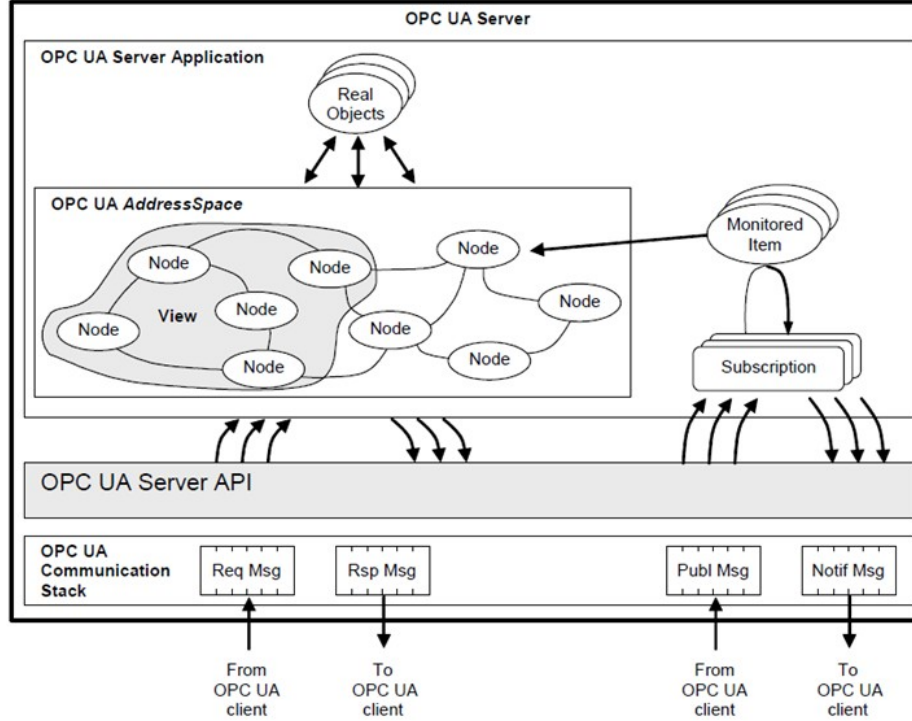 OPC UA Server
OPC UA Server Application
Real
Objects
OPC UA AddressSpace
Monitored
Item
Node
Node
Node
Node
Node
View
Node
Node
Node
Node
Subscription
OPC UA Server API
OPC UA
Communication
Stack
Req Msg
Rsp Msg
Publ Msg
Notif Msg
From
OPC UA
client
To
OPC UA
client
From
OPC UA
client
To
OPC UA
client